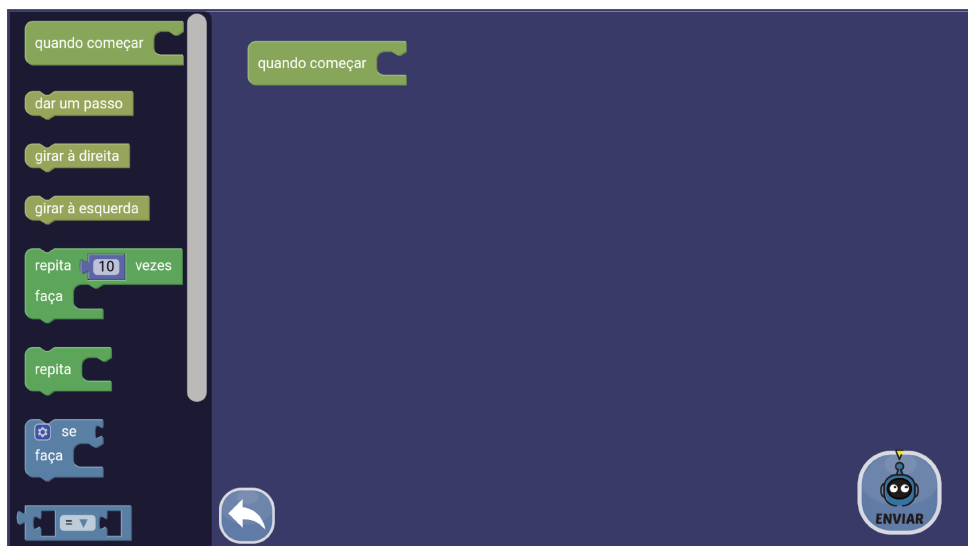 quando começar
dar um passo
girar à direita
girar à esquerda
repita 10 vezes
faça
repita
se
faça
= ▼
quando começar
ENVIAR